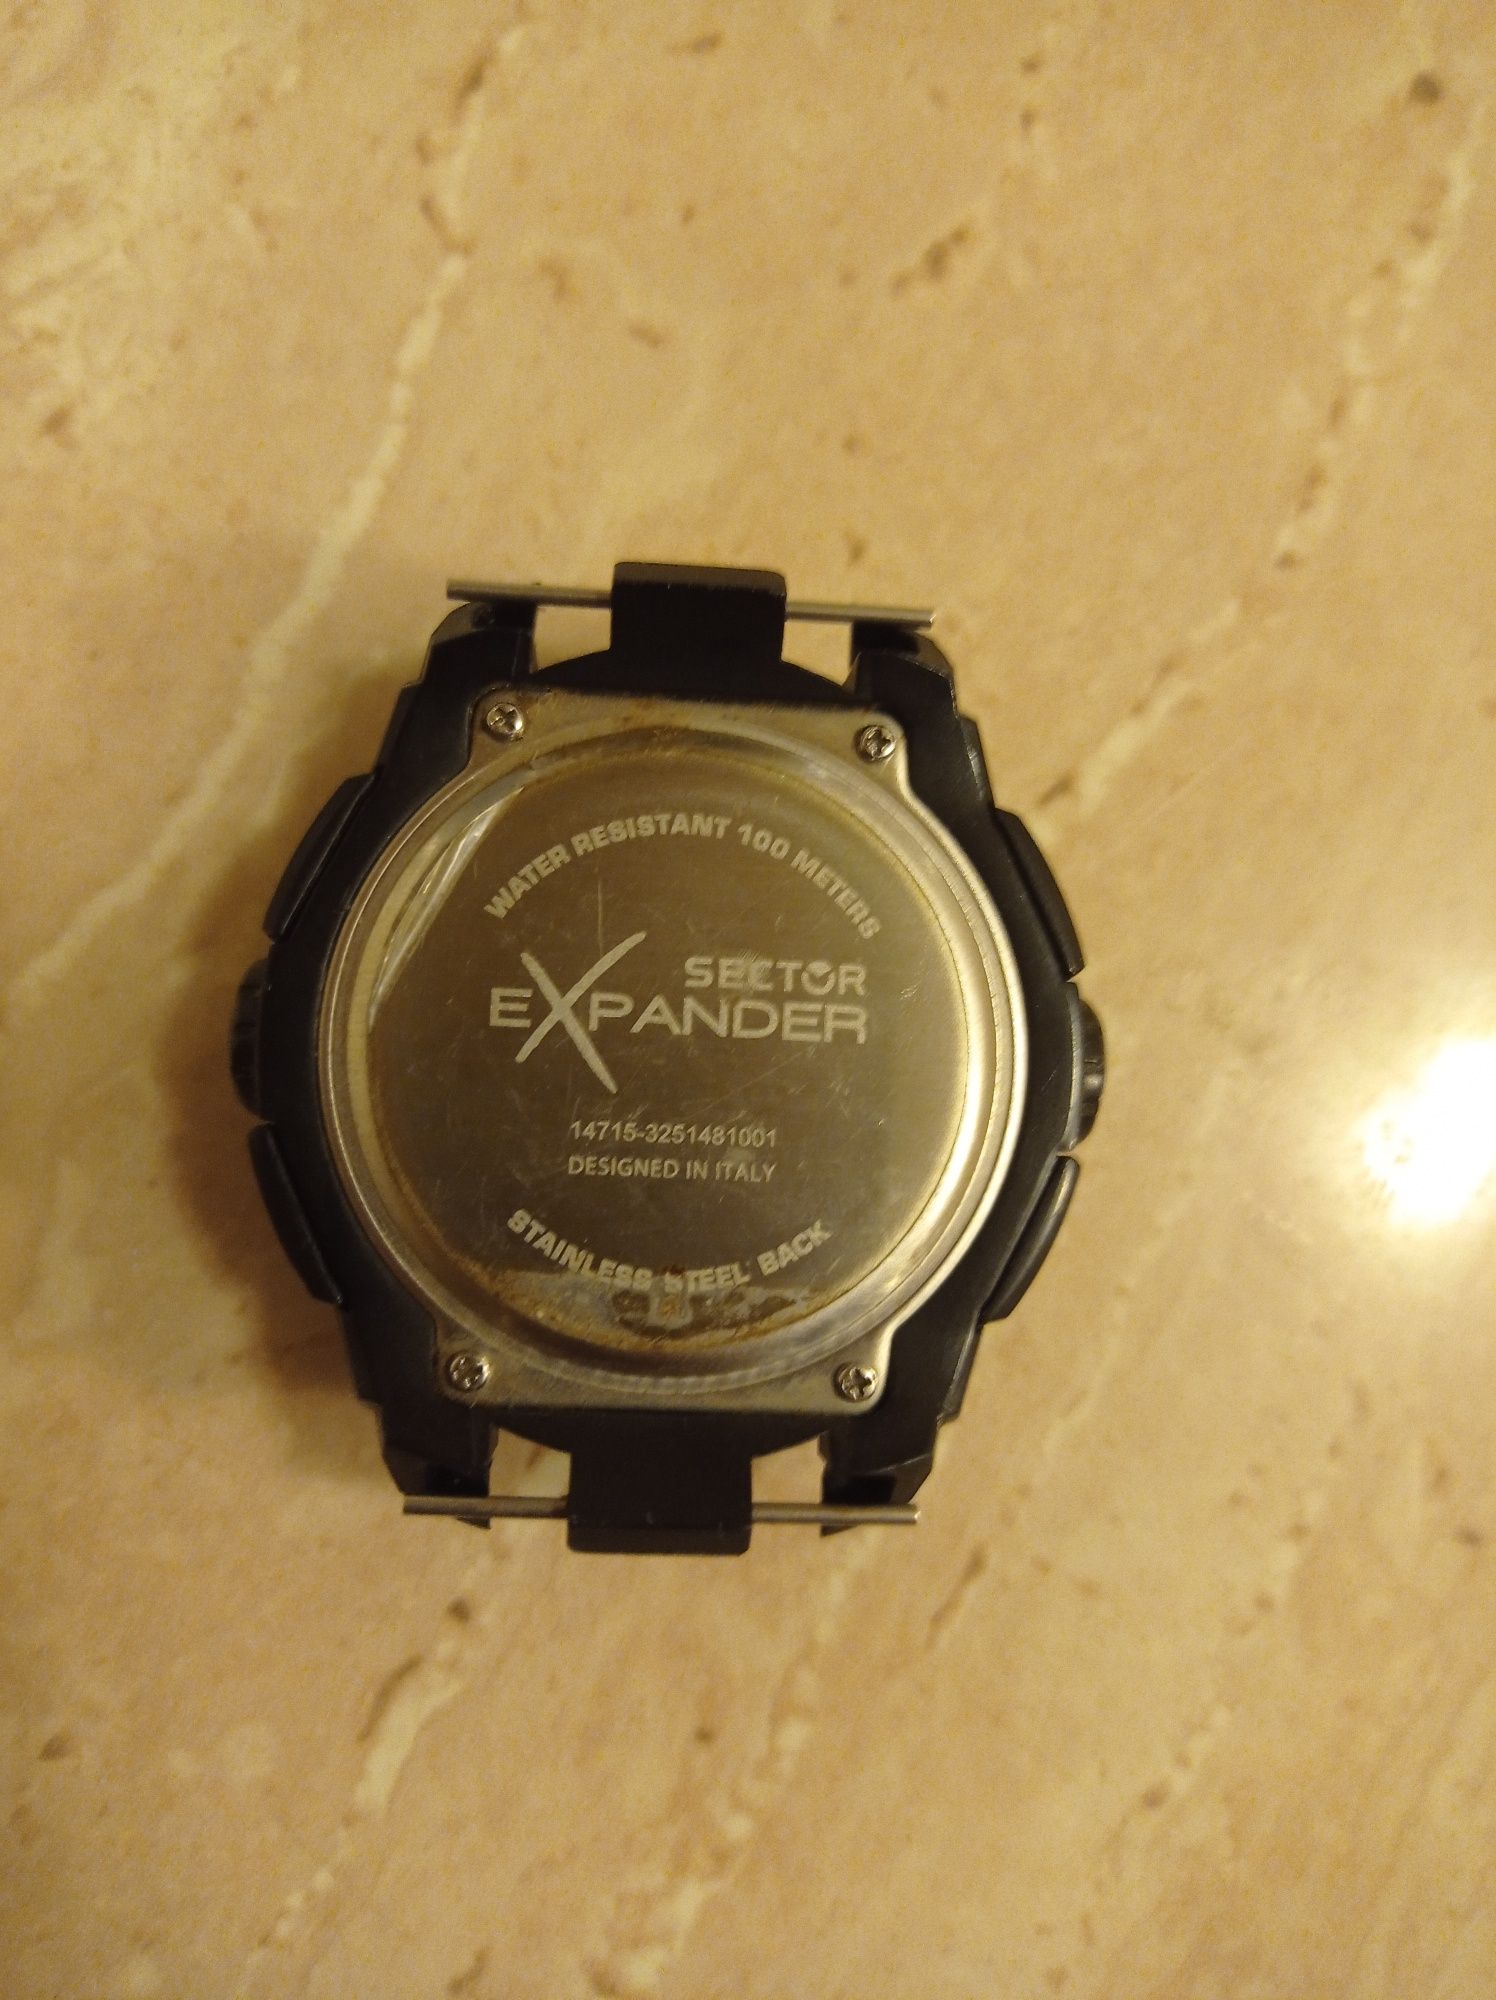 WATER RESISTANT 100 METERS
SECTOR
EXPANDER
14715-3251481001
DESIGNED IN ITALY
STAINLESS STEEL BACK